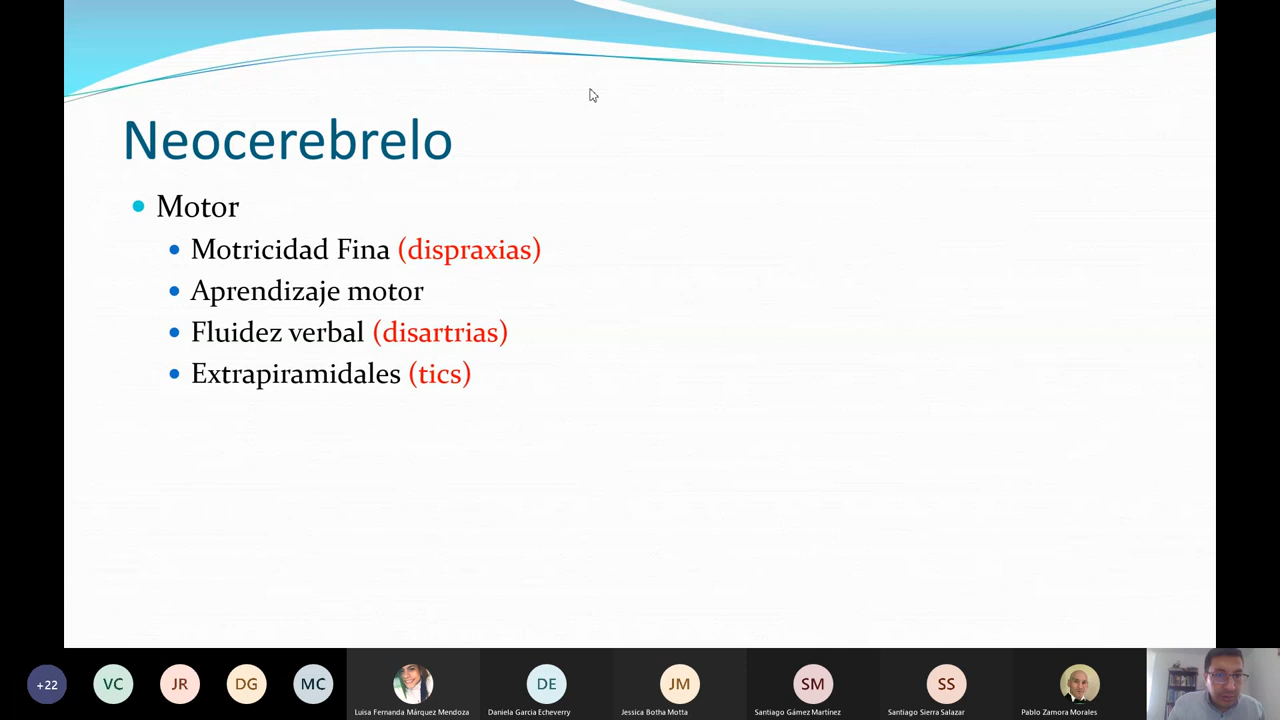 Neocerebrelo
Motor
Motricidad Fina (dispraxias)
Aprendizaje motor
Fluidez verbal (disartrias)
Extrapiramidales (tics)
+22
VC
JR
DG
MC
Luisa Fernanda Márquez Mendoza
DE
Daniela Garcia Echeverry
JM
Jessica Botha Motta
SM
Santiago Gámez Martínez
SS
Santiago Sierra Salazar
Pablo Zamora Morales